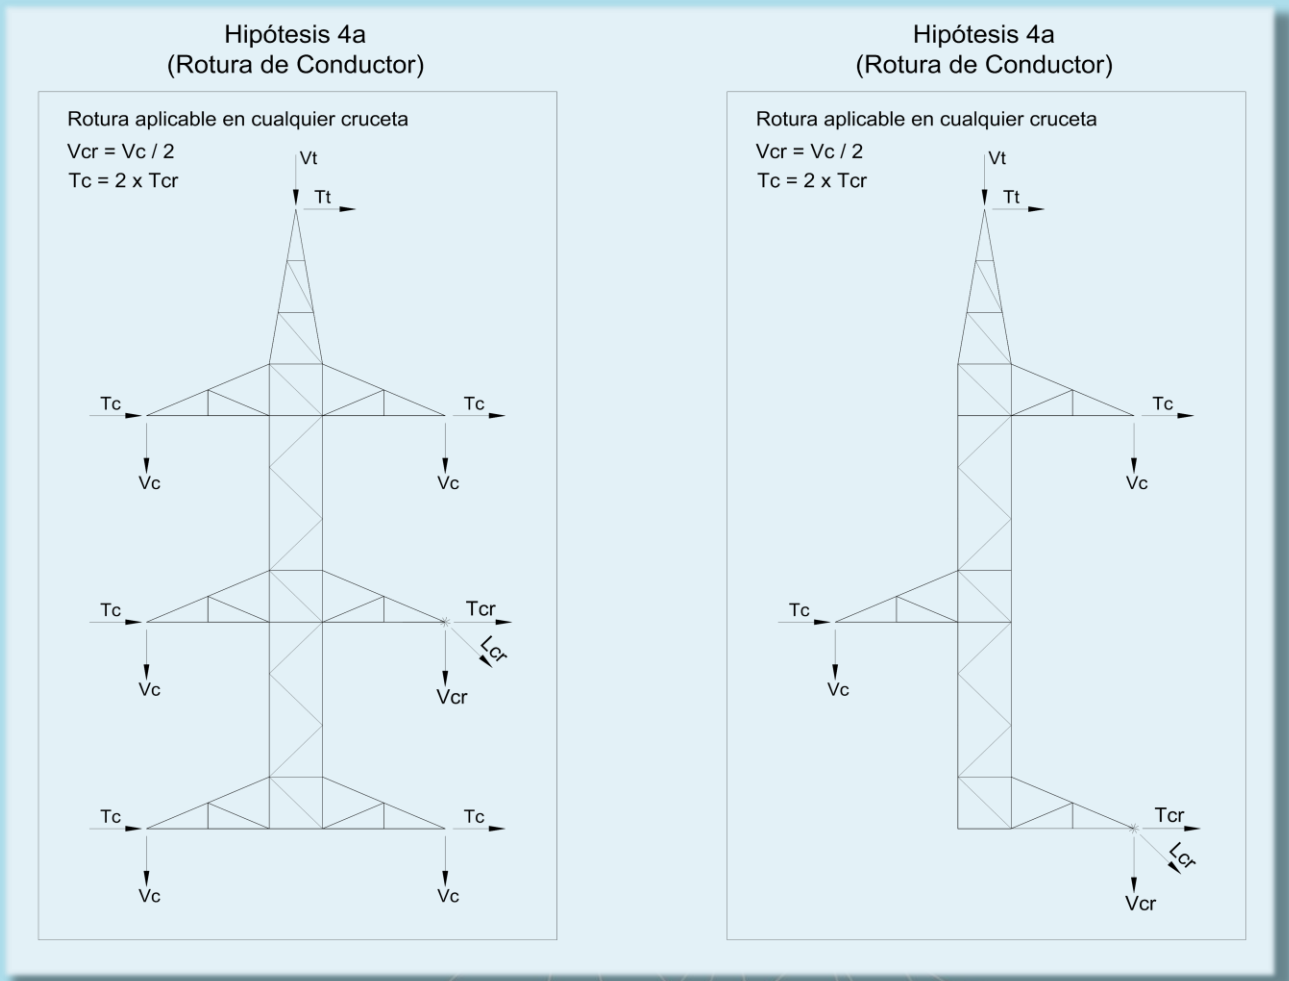 Hipótesis 4a
(Rotura de Conductor)
Rotura aplicable en cualquier cruceta
Vcr = Vc / 2
Tc = 2 x Tcr
Vt
Tt
Tc
Tc
Vc
Vc
Tc
Tcr
Lcr
Vc
Vcr
Tc
Tc
Vc
Vc
Hipótesis 4a
(Rotura de Conductor)
Rotura aplicable en cualquier cruceta
Vcr = Vc / 2
Tc = 2 x Tcr
Vt
Tt
Tc
Vc
Tc
Vc
Tcr
Lcr
Vcr